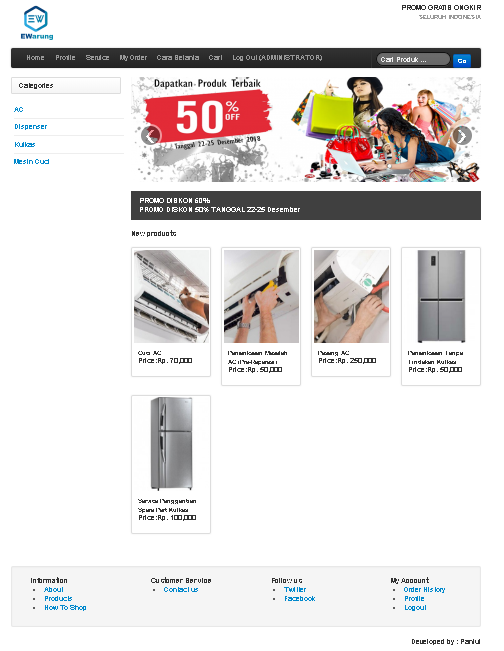 EW
EWarung
PROMO GRATIS ONGKIR
SELURUH INDONESIA
Home Profile Service My Order Cara Belanja Cari Log Out (ADMINISTRATOR)
Cari Produk ...
Go
Categories
AC
Dispenser
Kulkas
Mesin Cuci
Dapatkan Produk Terbaik
50% OFF
Tanggal 22-25 Desember 2018
PROMO DISKON 50%
PROMO DISKON 50% TANGGAL 22-25 Desember
New products
Cuci AC
Price:Rp. 70,000
Pemeriksaan Masalah
AC (Pra-Reparasi)
Price:Rp. 50,000
Pasang AC
Price:Rp. 250,000
Pemeriksaan Tanpa
Tindakan Kulkas
Price:Rp. 50,000
Service Penggantian
Spare Part Kulkas
Price:Rp. 100,000
Information
About
Products
How To Shop
Customer Service
Contact us
Follow us
Twitter
Facebook
My Account
Order History
Profile
Logout